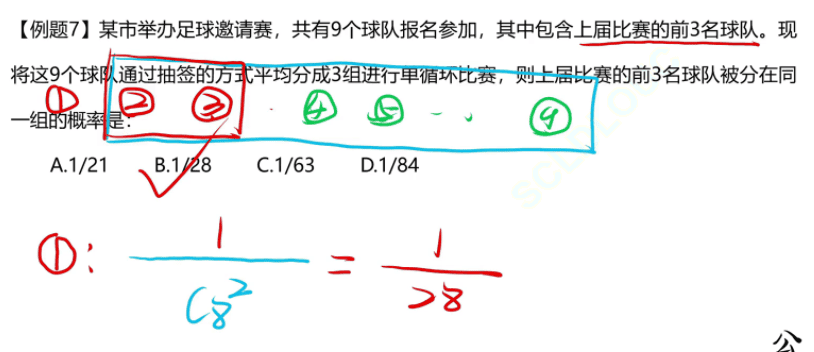 【例题7】某市举办足球邀请赛，共有9个球队报名参加，其中包含上届比赛的前3名球队。现
将这9个球队通过抽签的方式平均分成3组进行单循环比赛，则上届比赛的前3名球队被分在同
① ② ③ · ④ ⑤ - · , ⑨
一组的概率是：
A.1/21 B.1/28 C.1/63 D.1/84
①： 1/C8² = 1/28
公